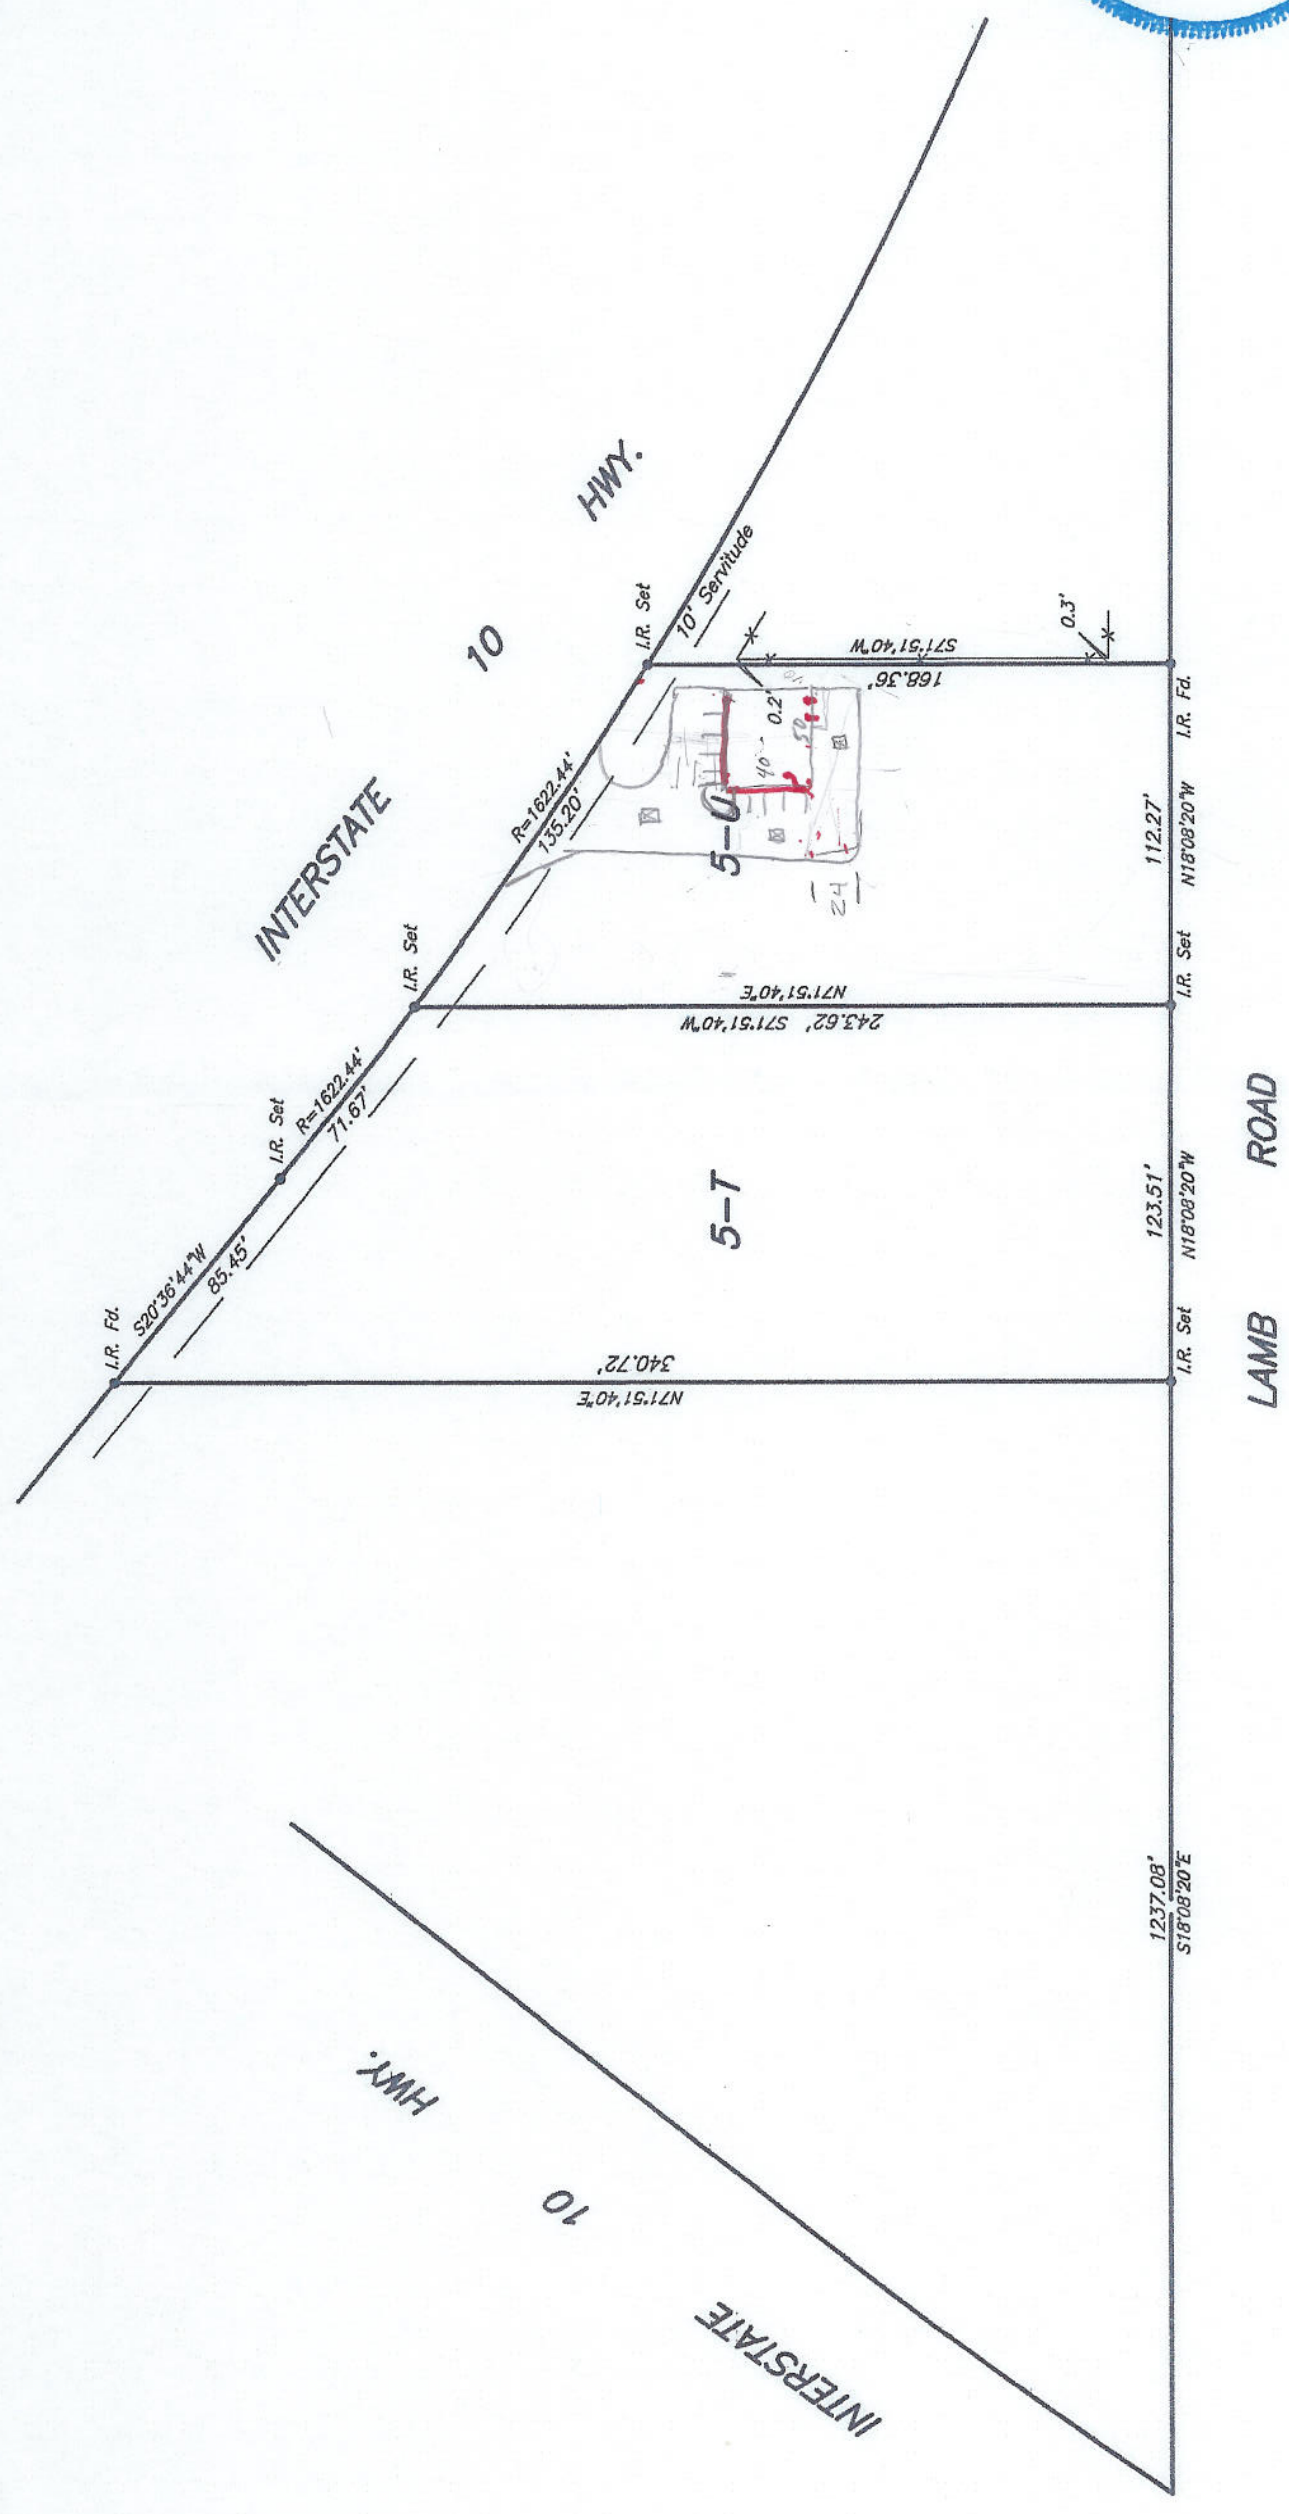 INTERSTATE
10
HWY.
I.R. Fd.
S20°36'44"W
85.45'
I.R. Set
R=1622.44'
71.67'
I.R. Set
R=1622.44'
135.20'
I.R. Set
10' Servitude
N71°51'40"E
340.72'
243.62' S71°51'40"W
N71°51'40"E
168.36'
S71°51'40"W
0.2'
0.3'
5-T
5-U
40
50
24
1237.08'
S18°08'20"E
I.R. Set
123.51'
N18°08'20"W
I.R. Set
112.27'
N18°08'20"W
I.R. Fd.
LAMB ROAD
INTERSTATE
10
HWY.